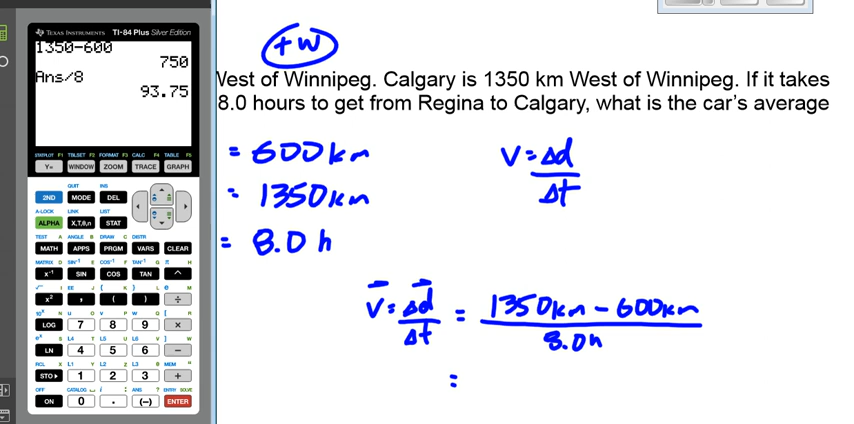 TEXAS INSTRUMENTS TI-84 Plus Silver Edition
1350-600
750
Ans/8
93.75
STATPLOT F1 TBLSET F2 FORMAT F3 CALC F4 TABLE F5
Y= WINDOW ZOOM TRACE GRAPH
QUIT INS
2ND MODE DEL
A-LOCK LINK LIST
ALPHA X,T,θ,n STAT
TEST A ANGLE B DRAW C DISTR
MATH APPS PRGM VARS CLEAR
MATRIX D SIN⁻¹ E COS⁻¹ F TAN⁻¹ G π H
x⁻¹ SIN COS TAN ^
√ I EE J { K } L e M
x² , ( ) ÷
10ˣ N u O v P w Q [ R
LOG 7 8 9 ×
eˣ S L4 T L5 U L6 V ] W
LN 4 5 6 −
RCL X L1 Y L2 Z L3 θ MEM "
STO▸ 1 2 3 +
OFF CATALOG i : ANS ? ENTRY SOLVE
ON 0 . (−) ENTER
+W
West of Winnipeg. Calgary is 1350 km West of Winnipeg. If it takes
8.0 hours to get from Regina to Calgary, what is the car's average
= 600km
= 1350km
= 8.0 h
V = Δd / Δt
V⃗ = Δd⃗ / Δt = 1350km - 600km / 8.0h
=